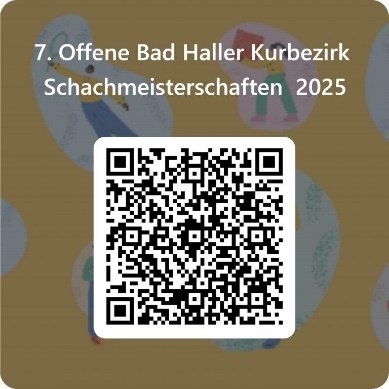 7. Offene Bad Haller Kurbezirk
Schachmeisterschaften 2025